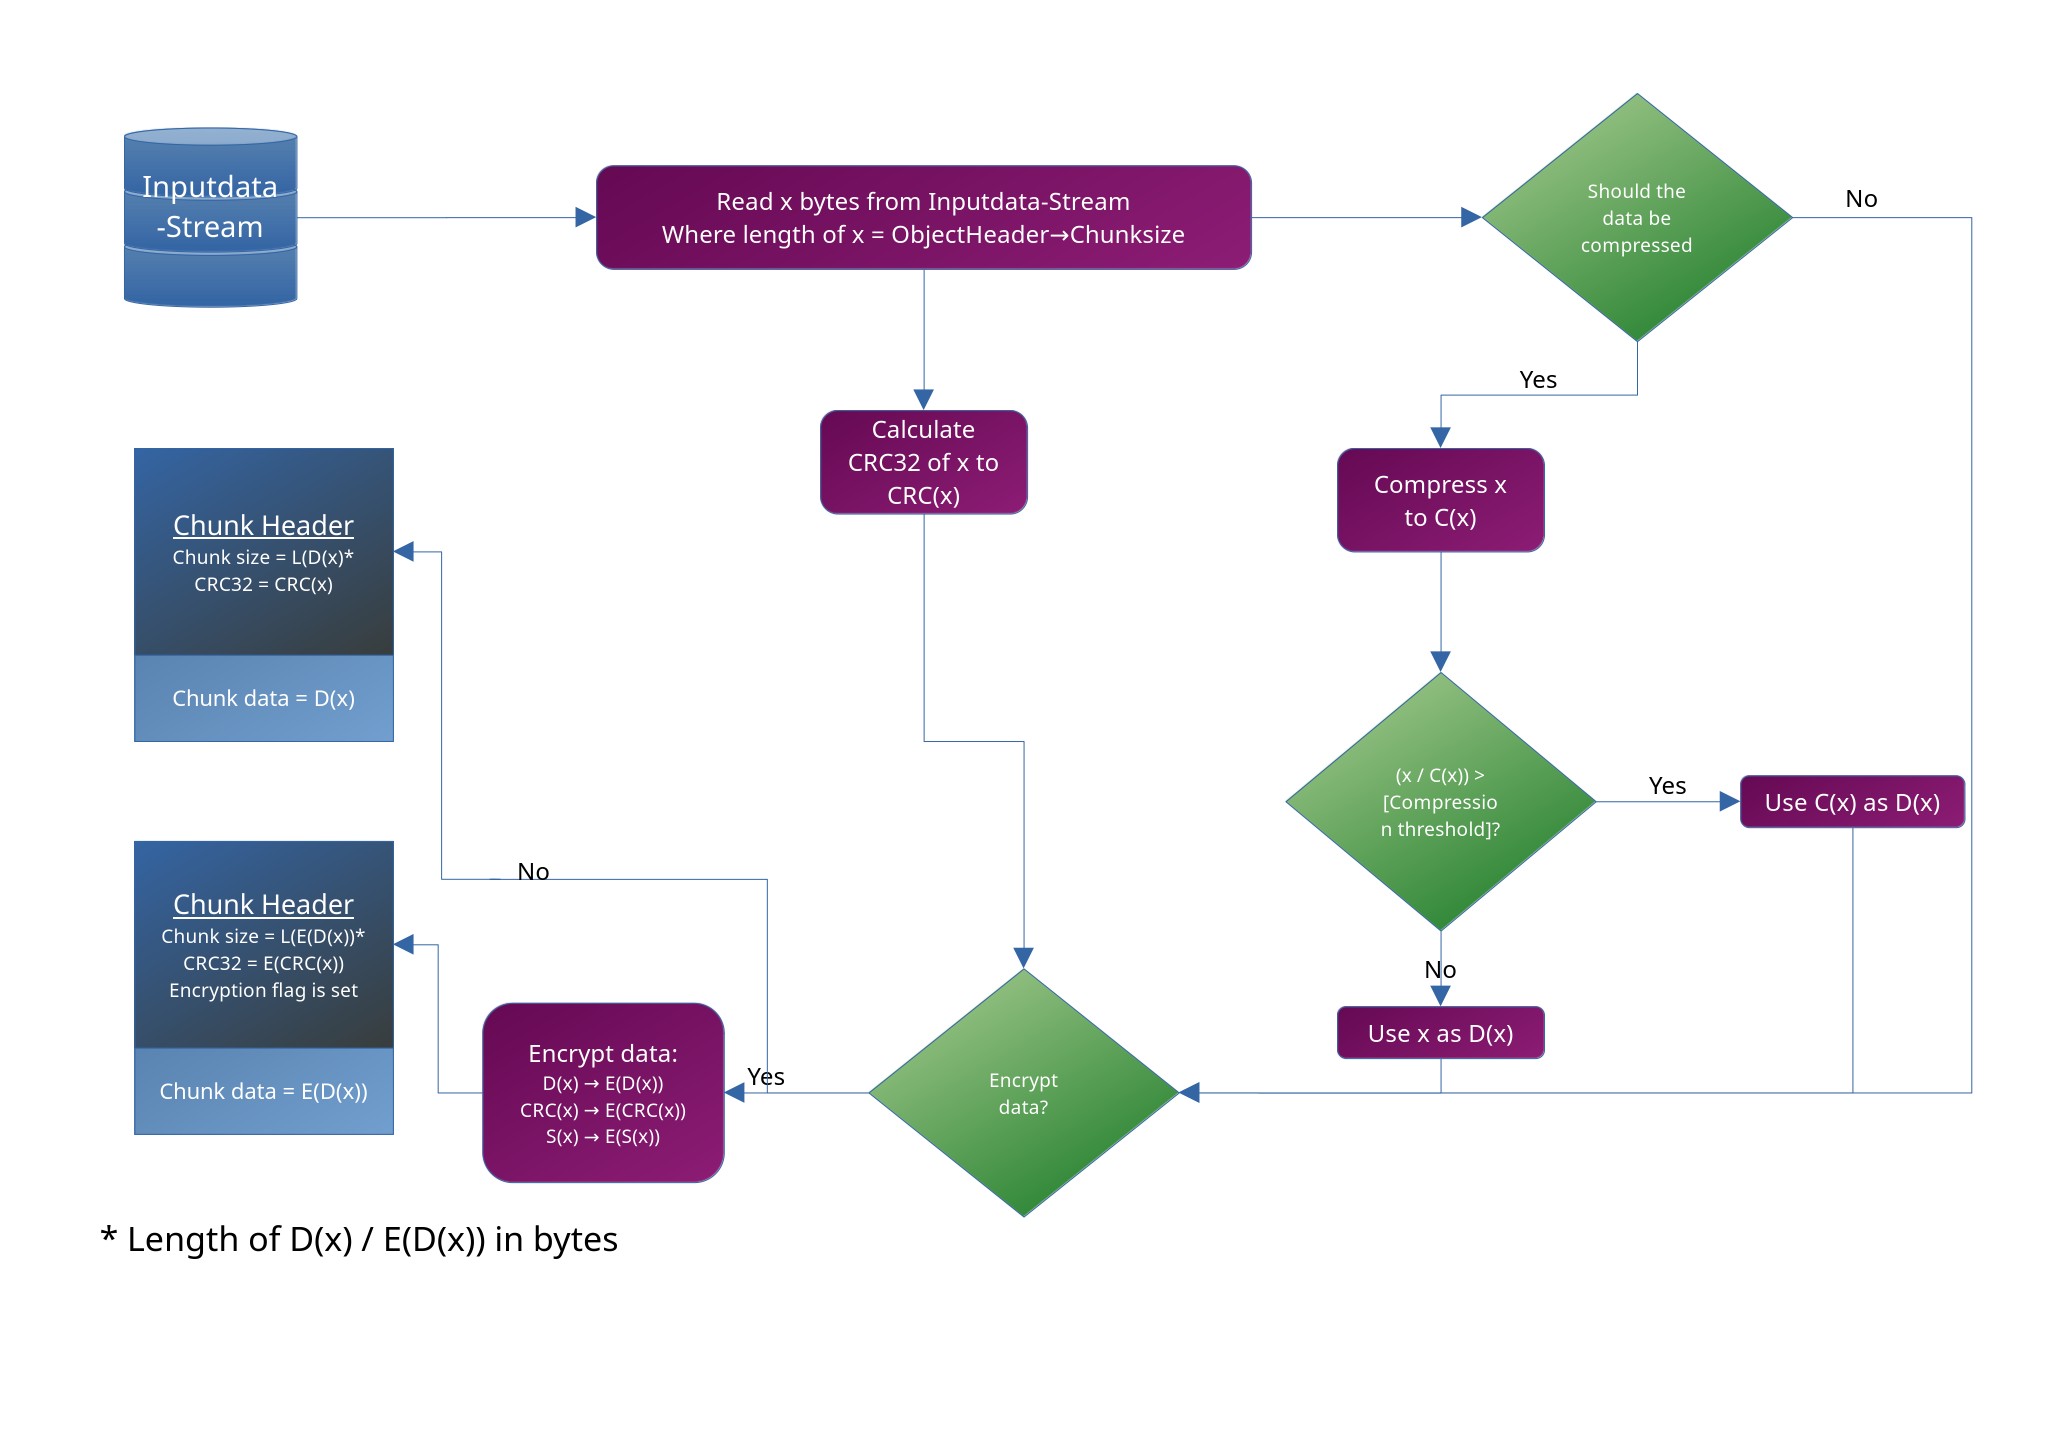 Inputdata
-Stream
Read x bytes from Inputdata-Stream
Where length of x = ObjectHeader→Chunksize
Should the
data be
compressed
No
Yes
Calculate
CRC32 of x to
CRC(x)
Compress x
to C(x)
Chunk Header
Chunk size = L(D(x)*
CRC32 = CRC(x)
Chunk data = D(x)
(x / C(x)) >
[Compressio
n threshold]?
Yes
Use C(x) as D(x)
No
Use x as D(x)
No
Chunk Header
Chunk size = L(E(D(x))*
CRC32 = E(CRC(x))
Encryption flag is set
Chunk data = E(D(x))
Encrypt data:
D(x) → E(D(x))
CRC(x) → E(CRC(x))
S(x) → E(S(x))
Yes
Encrypt
data?
* Length of D(x) / E(D(x)) in bytes